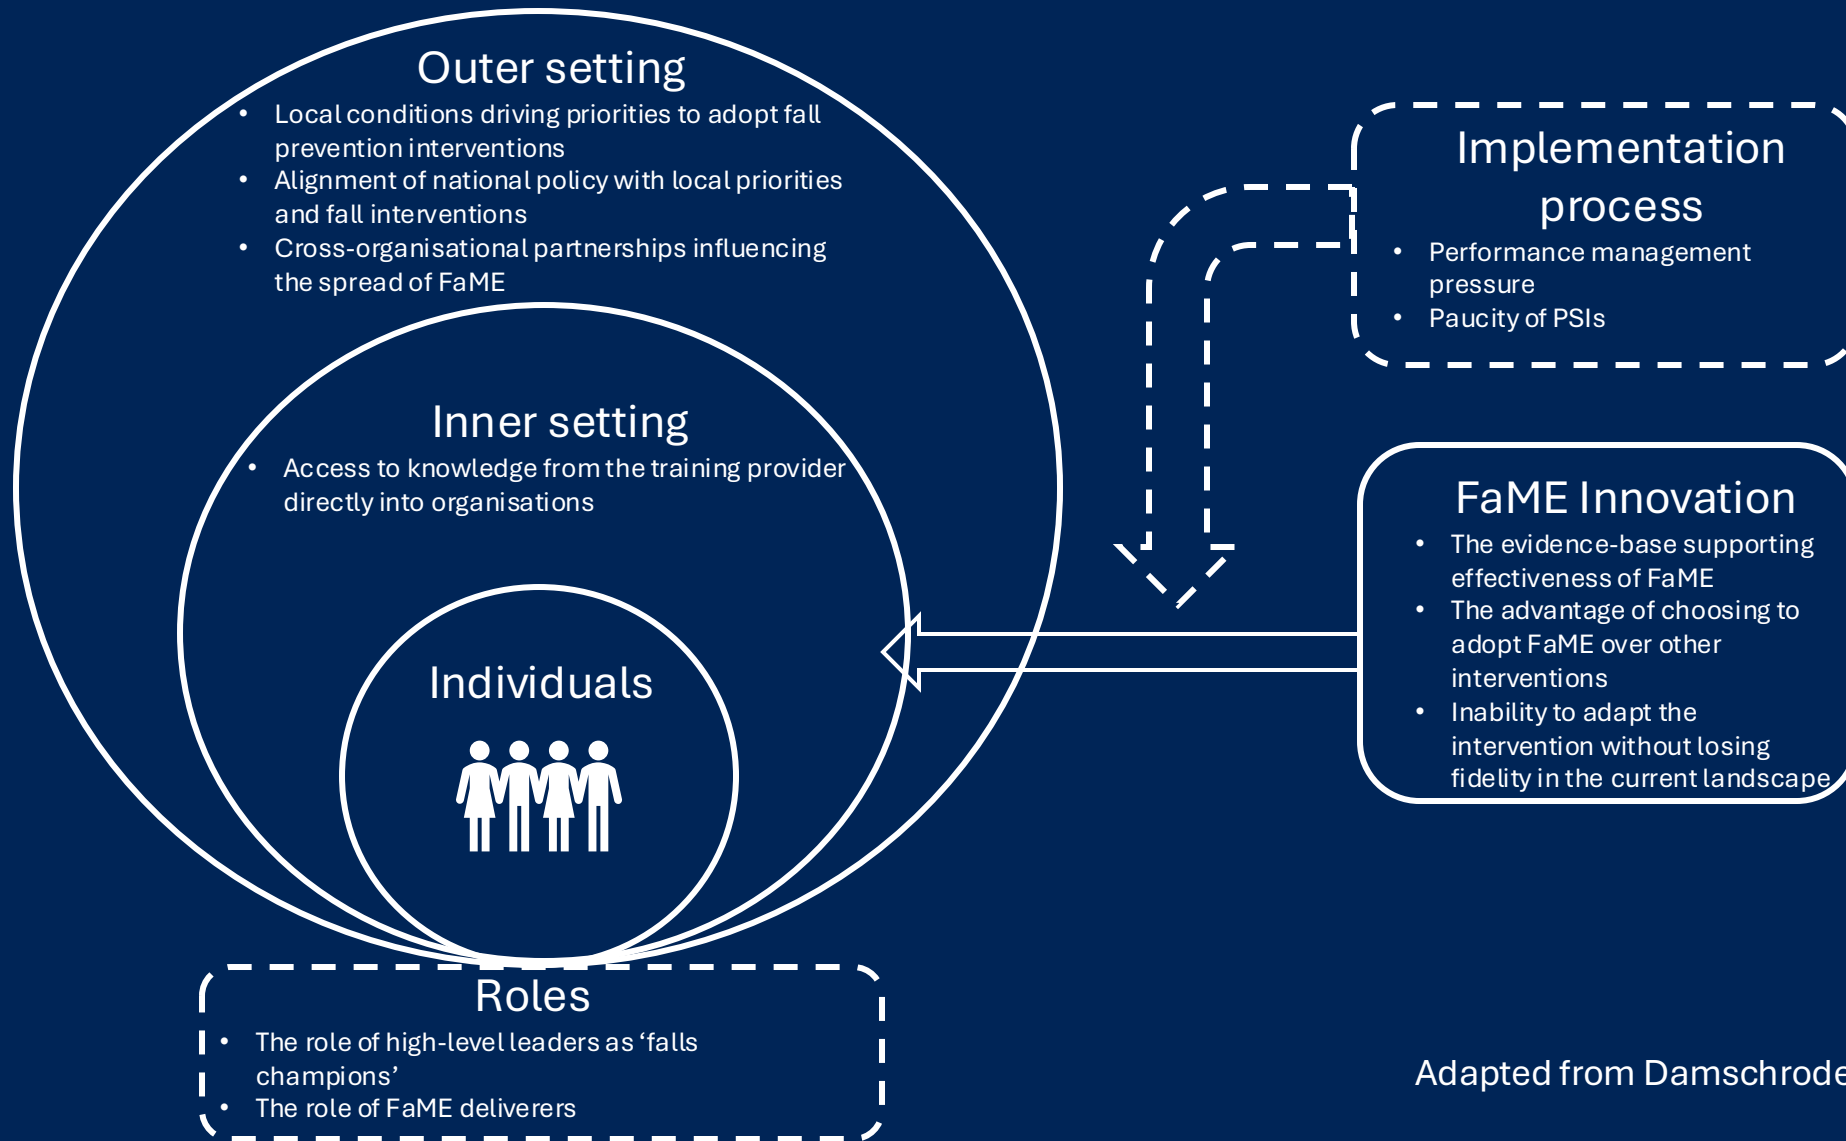 Outer setting
• Local conditions driving priorities to adopt fall
prevention interventions
• Alignment of national policy with local priorities
and fall interventions
• Cross-organisational partnerships influencing
the spread of FaME
Inner setting
• Access to knowledge from the training provider
directly into organisations
Individuals
Roles
• The role of high-level leaders as ‘falls
champions’
• The role of FaME deliverers
Implementation
process
• Performance management
pressure
• Paucity of PSIs
FaME Innovation
• The evidence-base supporting
effectiveness of FaME
• The advantage of choosing to
adopt FaME over other
interventions
• Inability to adapt the
intervention without losing
fidelity in the current landscape
Adapted from Damschrode